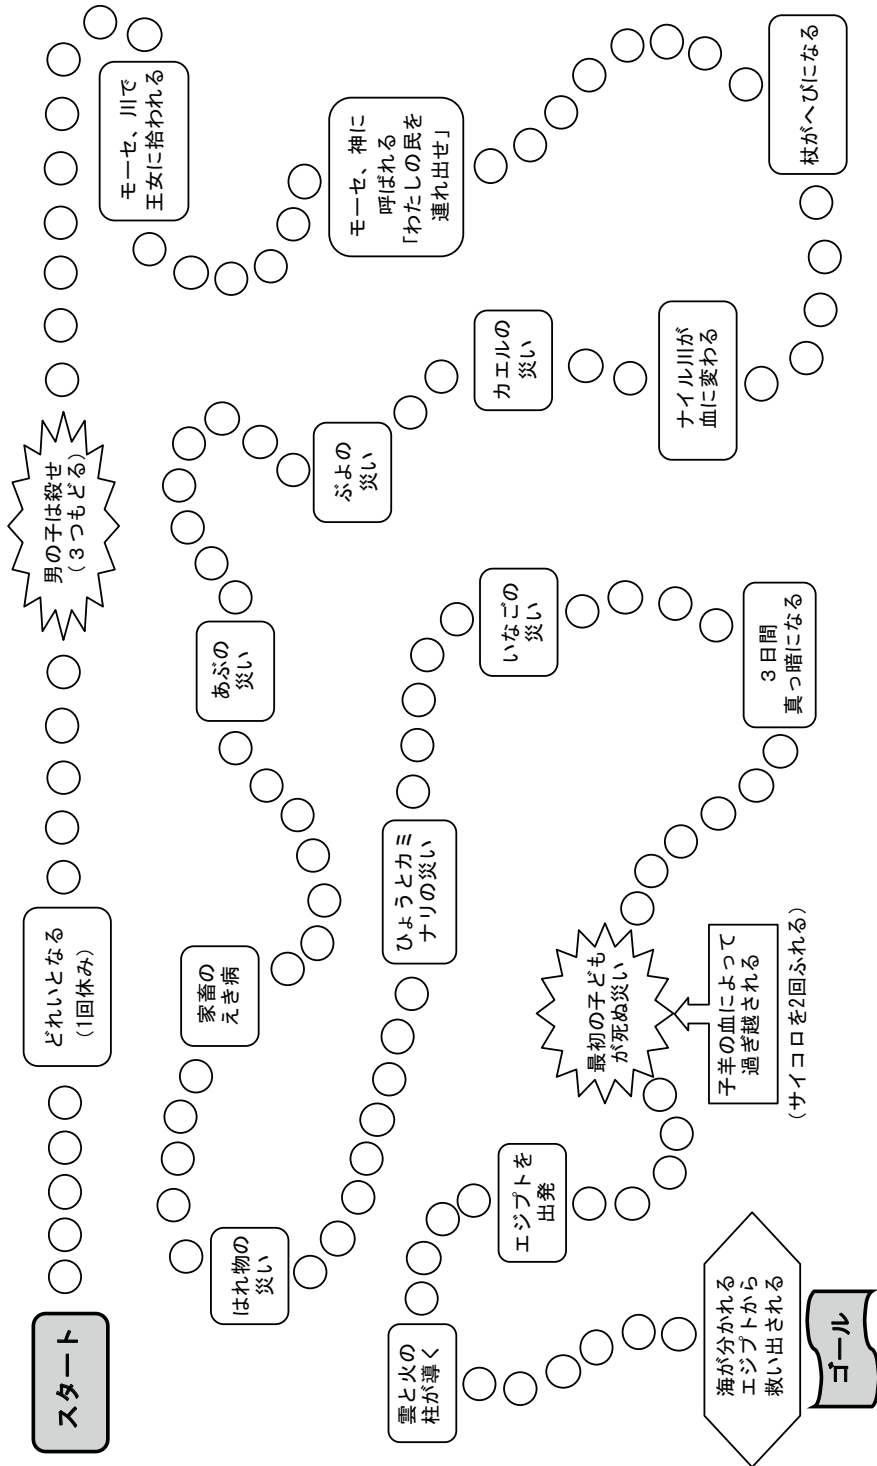 スタート
どれいとなる
(1回休み)
男の子は殺せ
(3つもどる)
モーセ、川で
王女に拾われる
モーセ、神に
呼ばれる
「わたしの民を
連れ出せ」
杖がへびになる
ナイル川が
血に変わる
カエルの
災い
ぶよの
災い
あぶの
災い
家畜の
えき病
はれ物の
災い
ひょうとカミ
ナリの災い
いなごの
災い
3日間
真っ暗になる
最初の子ども
が死ぬ災い
子羊の血によって
過ぎ越される
(サイコロを2回ふれる)
エジプトを
出発
雲と火の
柱が導く
海が分かれる
エジプトから
救い出される
ゴール